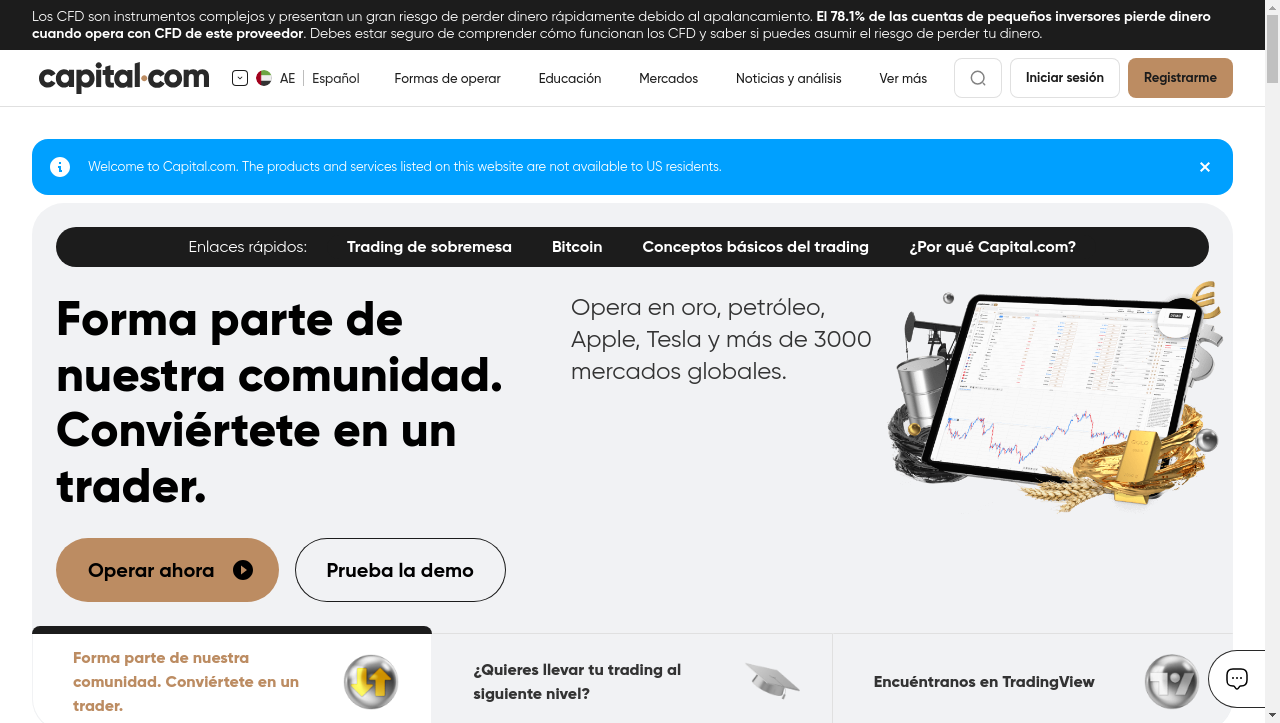 Los CFD son instrumentos complejos y presentan un gran riesgo de perder dinero rápidamente debido al apalancamiento. El 78.1% de las cuentas de pequeños inversores pierde dinero
cuando opera con CFD de este proveedor. Debes estar seguro de comprender cómo funcionan los CFD y saber si puedes asumir el riesgo de perder tu dinero.
capital.com AE Español Formas de operar Educación Mercados Noticias y análisis Ver más Iniciar sesión Registrarme
Welcome to Capital.com. The products and services listed on this website are not available to US residents.
Enlaces rápidos: Trading de sobremesa Bitcoin Conceptos básicos del trading ¿Por qué Capital.com?
Forma parte de
nuestra comunidad.
Conviértete en un
trader.
Opera en oro, petróleo,
Apple, Tesla y más de 3000
mercados globales.
Operar ahora Prueba la demo
Forma parte de nuestra
comunidad. Conviértete en un
trader.
¿Quieres llevar tu trading al
siguiente nivel?
Encuéntranos en TradingView